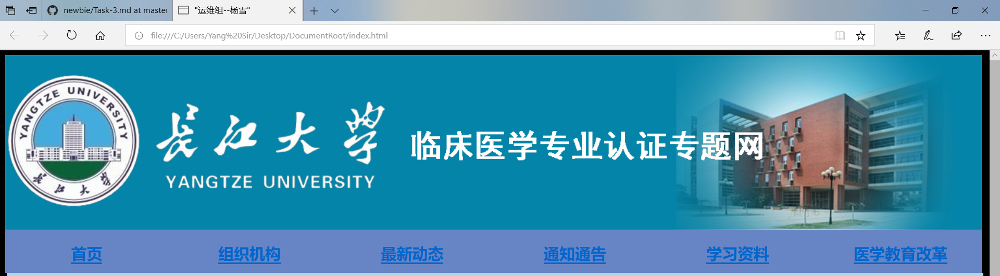 newbie/Task-3.md at master
"运维组--杨雪"
file:///C:/Users/Yang%20Sir/Desktop/DocumentRoot/index.html
YANGTZE UNIVERSITY
长江大学
长江大学
YANGTZE UNIVERSITY
临床医学专业认证专题网
首页 组织机构 最新动态 通知通告 学习资料 医学教育改革